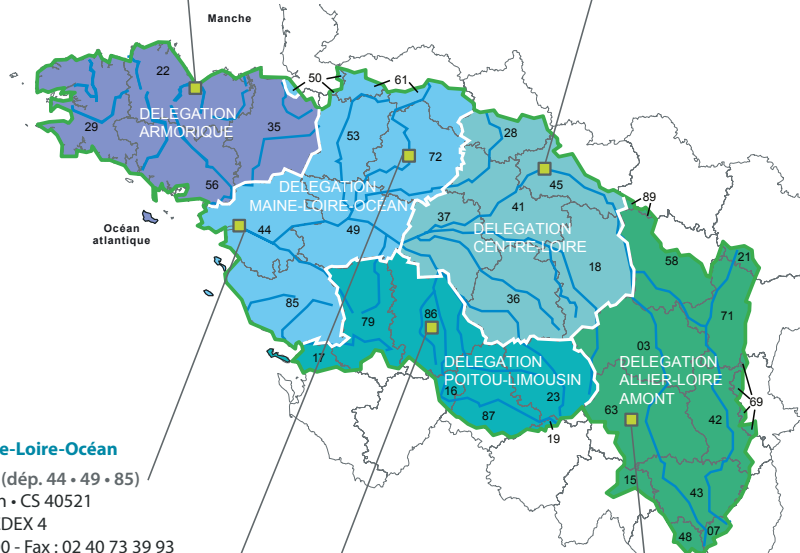 Manche
50
61
22
DELEGATION
ARMORIQUE
29
35
53
72
28
45
56
DELEGATION
MAINE-LOIRE-OCÉAN
89
Océan
atlantique
44
49
37
41
DELEGATION
CENTRE-LOIRE
18
58
21
85
36
71
79
86
17
03
DELEGATION
POITOU-LIMOUSIN
DELEGATION
ALLIER-LOIRE
AMONT
16
23
87
19
63
69
42
e-Loire-Océan
(dép. 44 • 49 • 85)
n • CS 40521
DEX 4
0 - Fax : 02 40 73 39 93
15
43
48
07